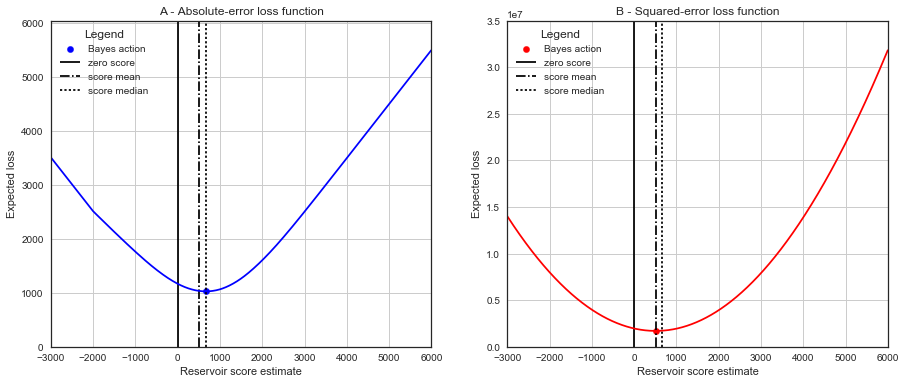 A - Absolute-error loss function
Legend
Bayes action
zero score
score mean
score median
Expected loss
6000
5000
4000
3000
2000
1000
0
−3000 −2000 −1000 0 1000 2000 3000 4000 5000 6000
Reservoir score estimate
B - Squared-error loss function
1e7
Legend
Bayes action
zero score
score mean
score median
Expected loss
3.5
3.0
2.5
2.0
1.5
1.0
0.5
0.0
−3000 −2000 −1000 0 1000 2000 3000 4000 5000 6000
Reservoir score estimate